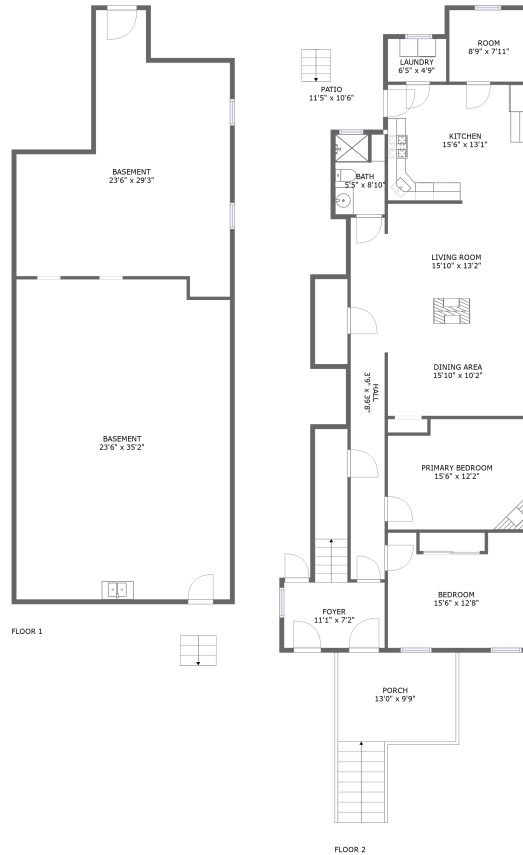 ROOM
8'9" x 7'11"
LAUNDRY
6'5" x 4'9"
PATIO
11'5" x 10'6"
KITCHEN
15'6" x 13'1"
BASEMENT
23'6" x 29'3"
BATH
5'5" x 8'10"
LIVING ROOM
15'10" x 13'2"
DINING AREA
15'10" x 10'2"
HALL
3'9" x 39'8"
BASEMENT
23'6" x 35'2"
PRIMARY BEDROOM
15'6" x 12'2"
BEDROOM
15'6" x 12'8"
FOYER
11'1" x 7'2"
FLOOR 1
PORCH
13'0" x 9'9"
FLOOR 2